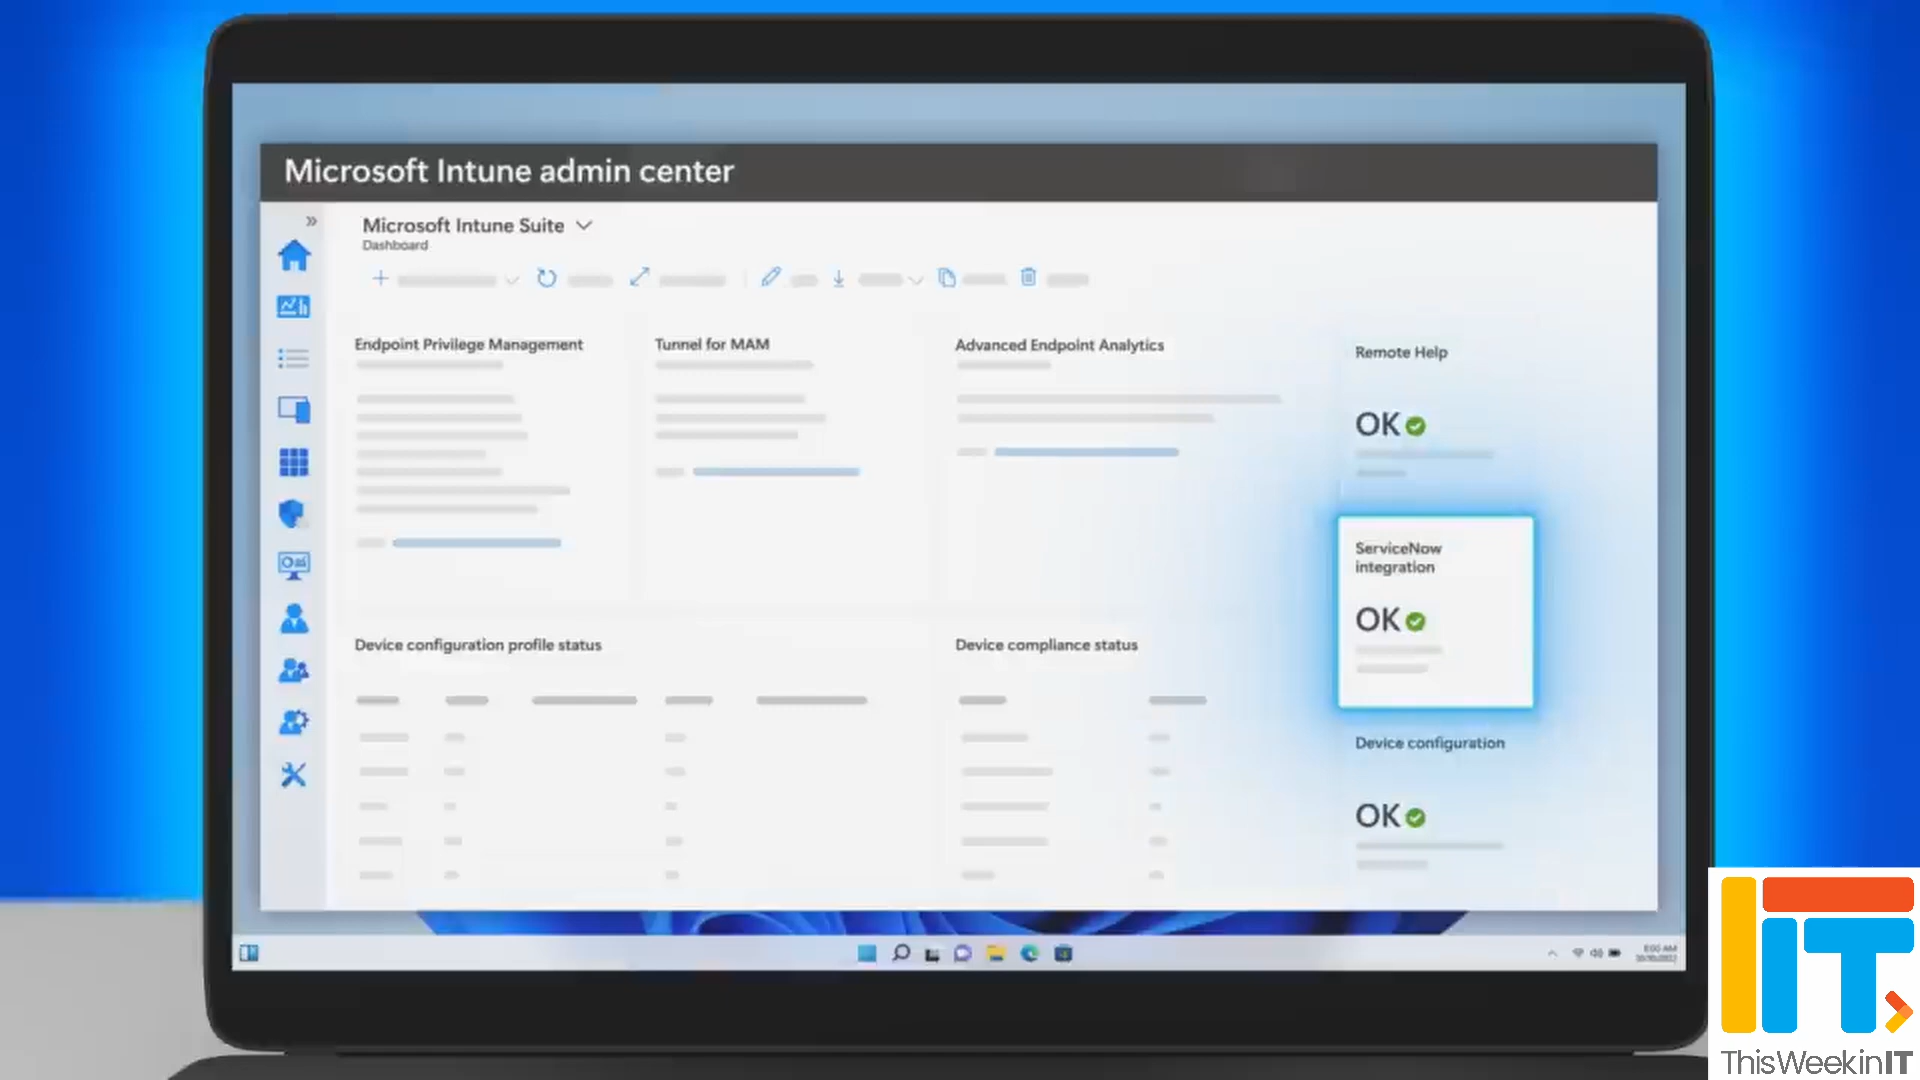 Microsoft Intune admin center
Microsoft Intune Suite
Dashboard
Endpoint Privilege Management
Tunnel for MAM
Advanced Endpoint Analytics
Remote Help
OK
ServiceNow
integration
OK
Device configuration profile status
Device compliance status
Device configuration
OK
IT
ThisWeekinIT